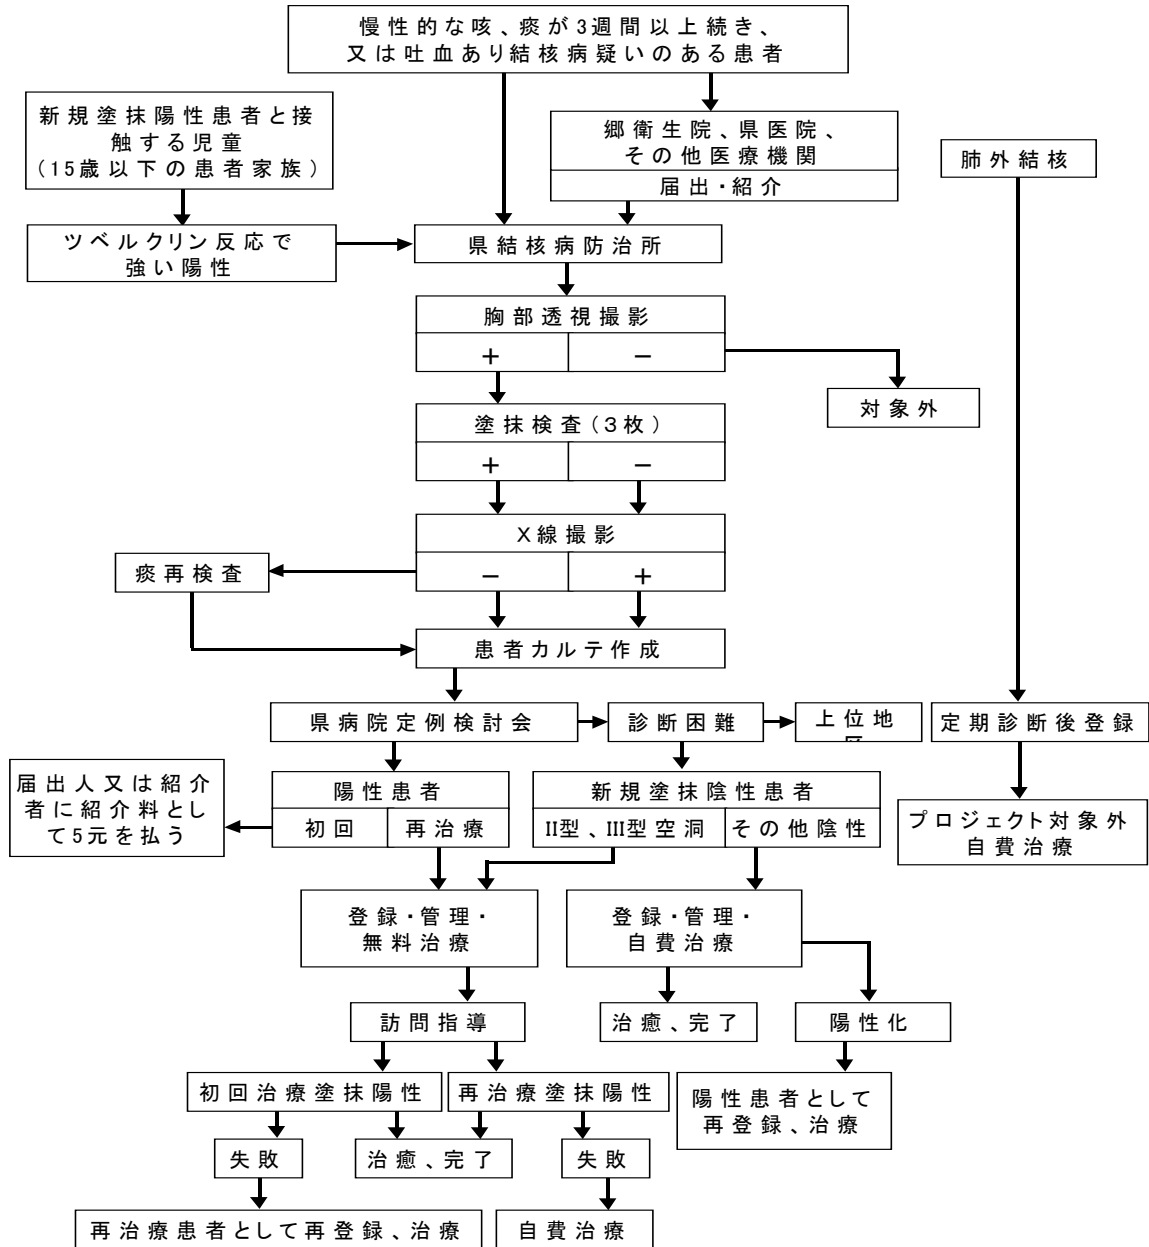 慢性的な咳、痰が3週間以上続き、
又は吐血あり結核病疑いのある患者
新規塗抹陽性患者と接
触する児童
(15歳以下の患者家族)
郷衛生院、県医院、
その他医療機関
届出・紹介
肺外結核
ツベルクリン反応で
強い陽性
県結核病防治所
胸部透視撮影
+
−
対象外
塗抹検査(3枚)
+
−
X線撮影
−
+
痰再検査
患者カルテ作成
県病院定例検討会
診断困難
上位地
定期診断後登録
届出人又は紹介
者に紹介料とし
て5元を払う
陽性患者
初回
再治療
新規塗抹陰性患者
II型、III型空洞
その他陰性
プロジェクト対象外
自費治療
登録・管理・
無料治療
登録・管理・
自費治療
訪問指導
治癒、完了
陽性化
初回治療塗抹陽性
再治療塗抹陽性
陽性患者として
再登録、治療
失敗
治癒、完了
失敗
再治療患者として再登録、治療
自費治療